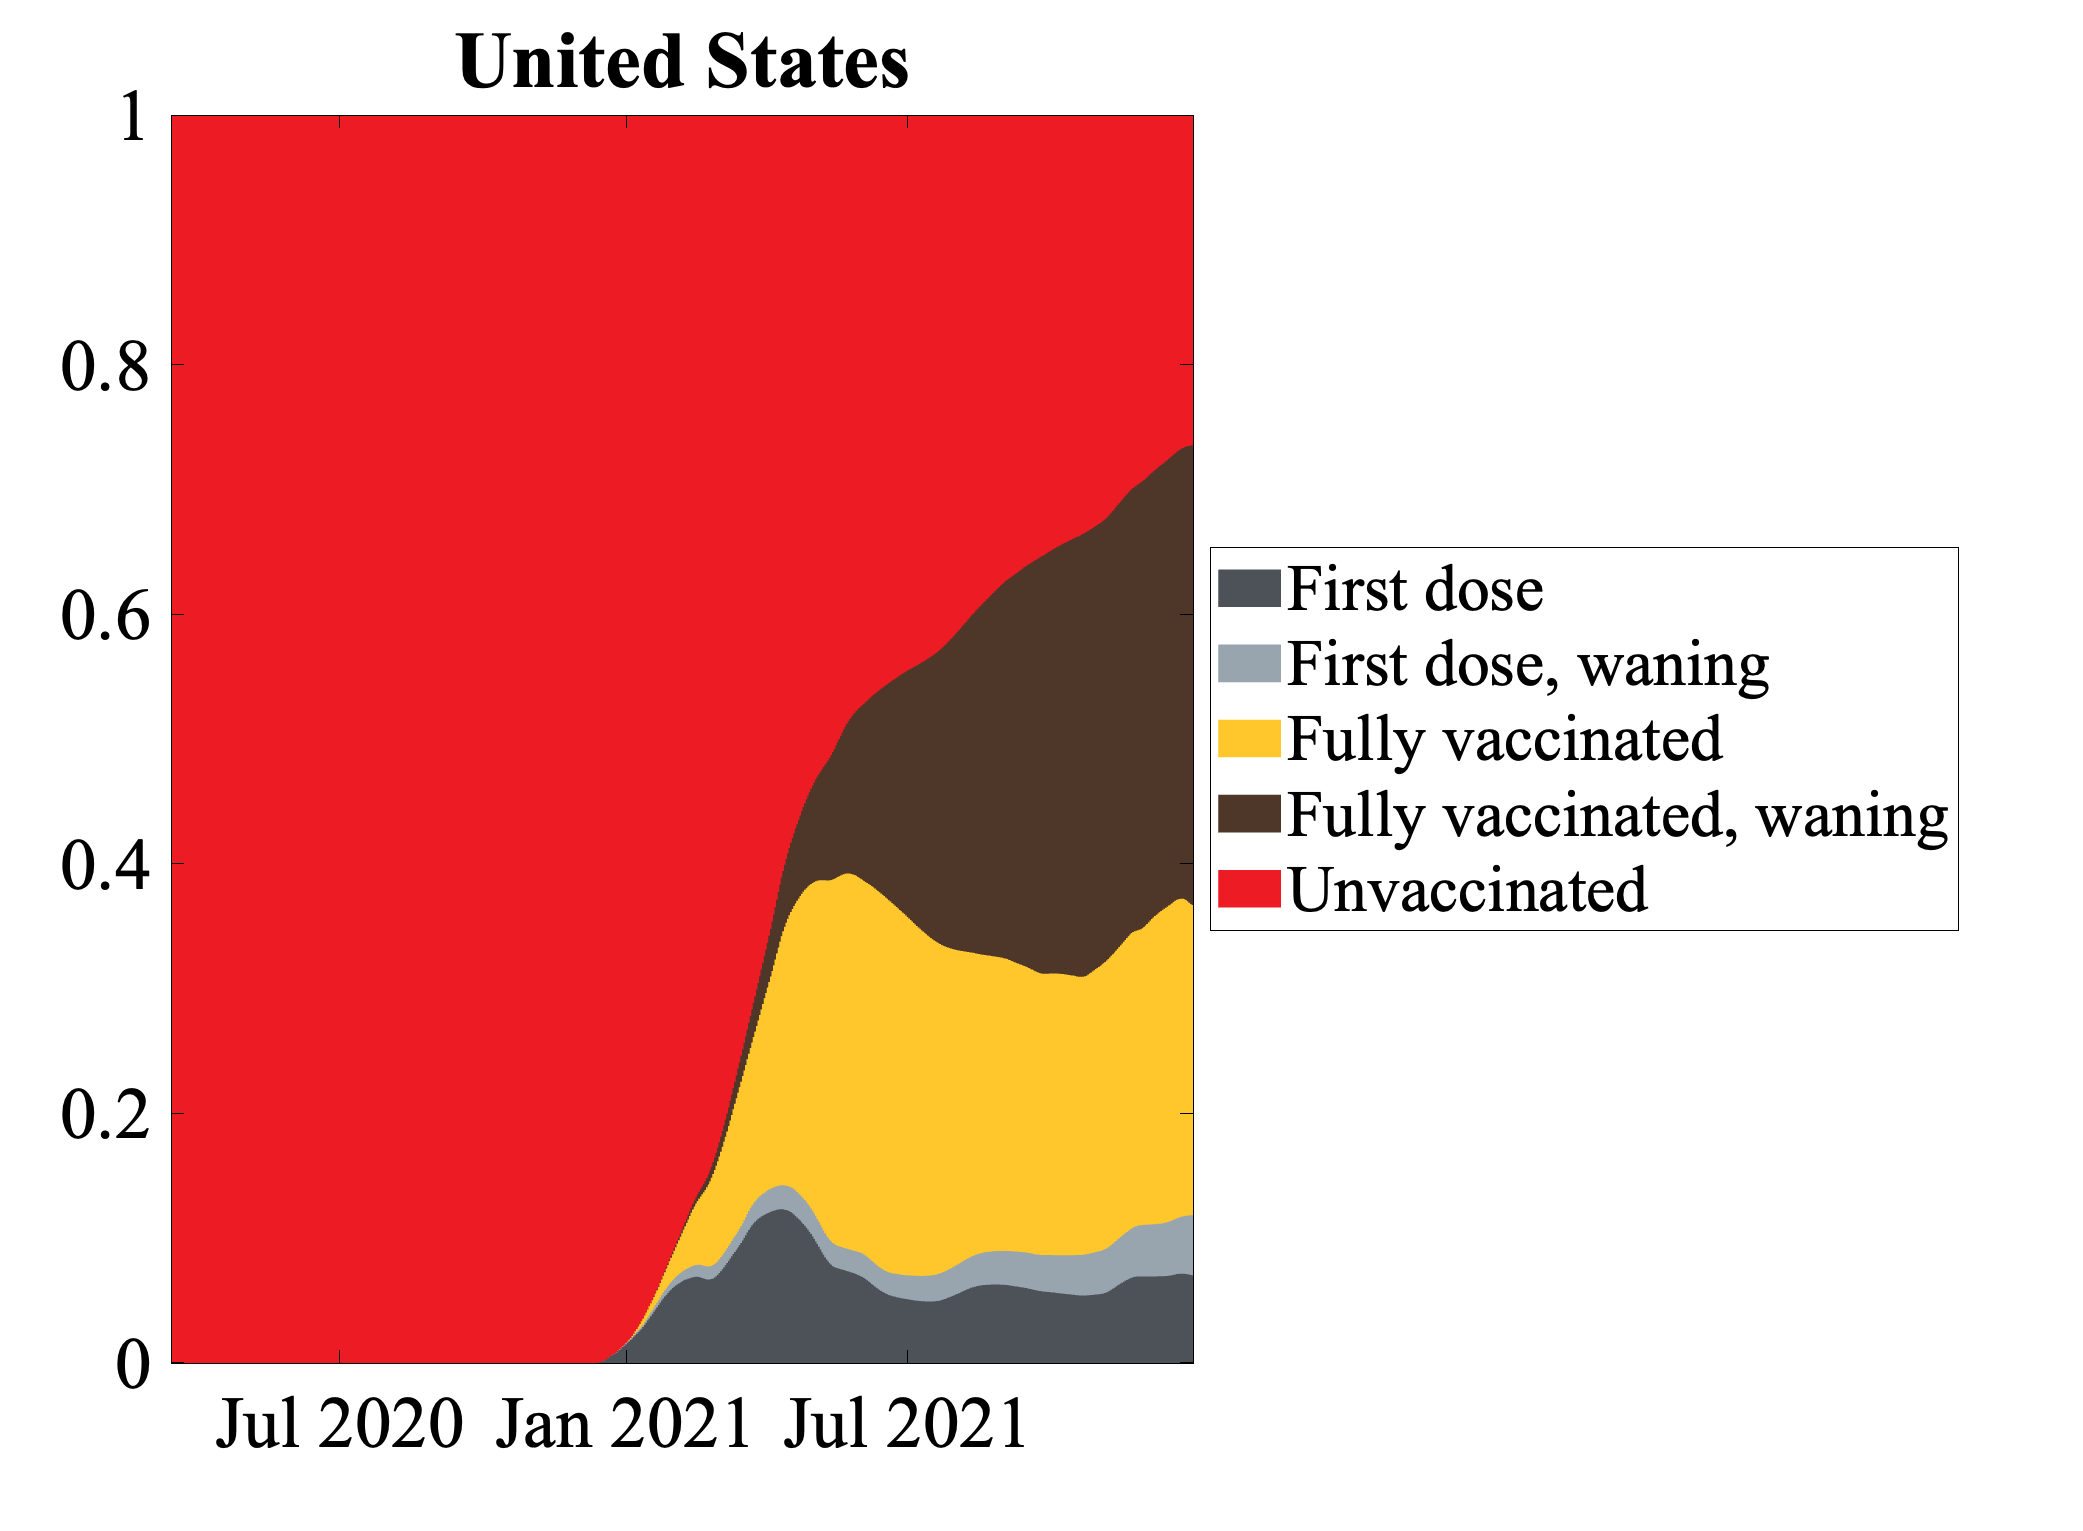 United States
1
0.8
0.6
0.4
0.2
0
Jul 2020 Jan 2021 Jul 2021
First dose
First dose, waning
Fully vaccinated
Fully vaccinated, waning
Unvaccinated